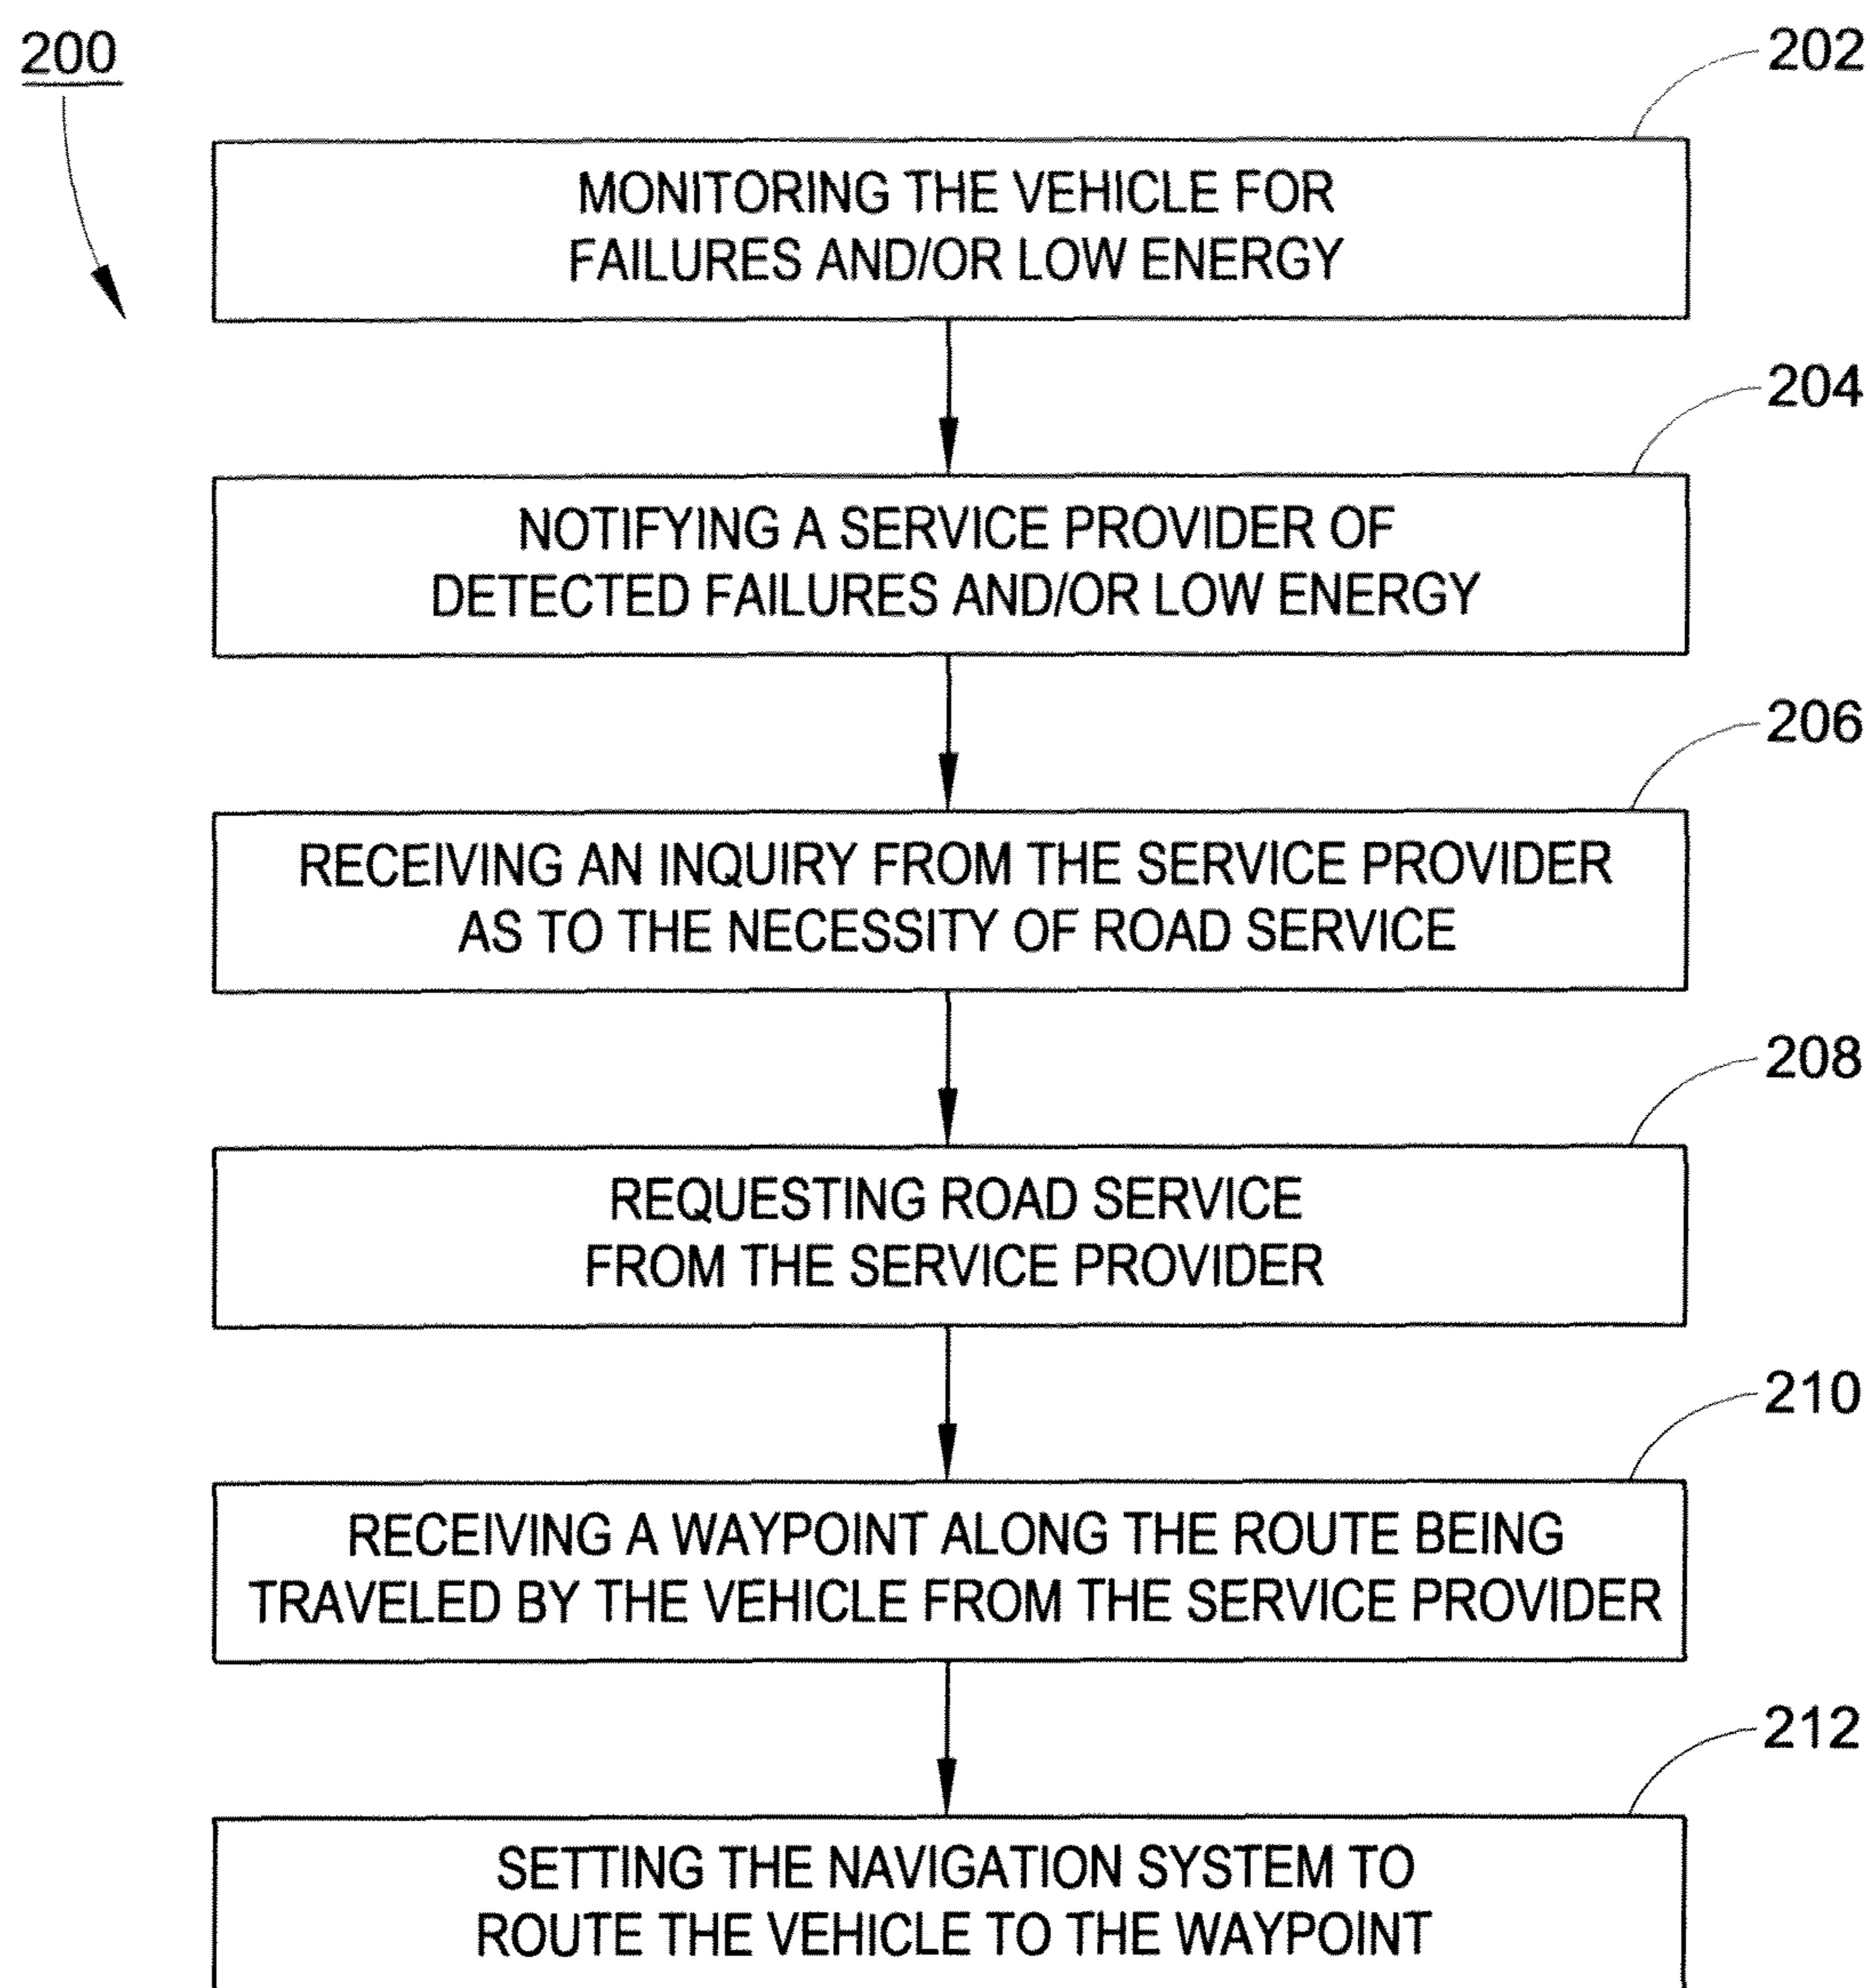 200
202
MONITORING THE VEHICLE FOR
FAILURES AND/OR LOW ENERGY
204
NOTIFYING A SERVICE PROVIDER OF
DETECTED FAILURES AND/OR LOW ENERGY
206
RECEIVING AN INQUIRY FROM THE SERVICE PROVIDER
AS TO THE NECESSITY OF ROAD SERVICE
208
REQUESTING ROAD SERVICE
FROM THE SERVICE PROVIDER
210
RECEIVING A WAYPOINT ALONG THE ROUTE BEING
TRAVELED BY THE VEHICLE FROM THE SERVICE PROVIDER
212
SETTING THE NAVIGATION SYSTEM TO
ROUTE THE VEHICLE TO THE WAYPOINT